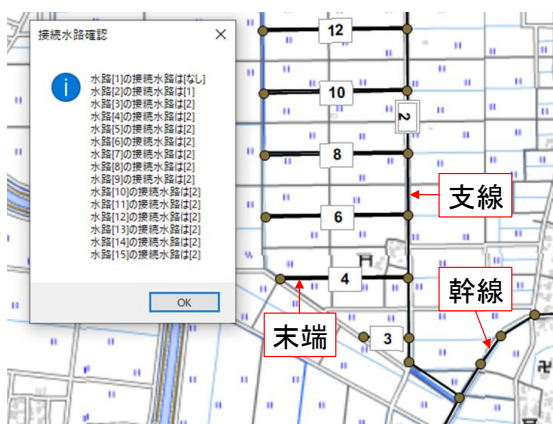 接続水路確認
水路[1]の接続水路は[なし]
水路[2]の接続水路は[1]
水路[3]の接続水路は[2]
水路[4]の接続水路は[2]
水路[5]の接続水路は[2]
水路[6]の接続水路は[2]
水路[7]の接続水路は[2]
水路[8]の接続水路は[2]
水路[9]の接続水路は[2]
水路[10]の接続水路は[2]
水路[11]の接続水路は[2]
水路[12]の接続水路は[2]
水路[13]の接続水路は[2]
水路[14]の接続水路は[2]
水路[15]の接続水路は[2]
OK
12
10
2
8
支線
6
4
幹線
末端
3